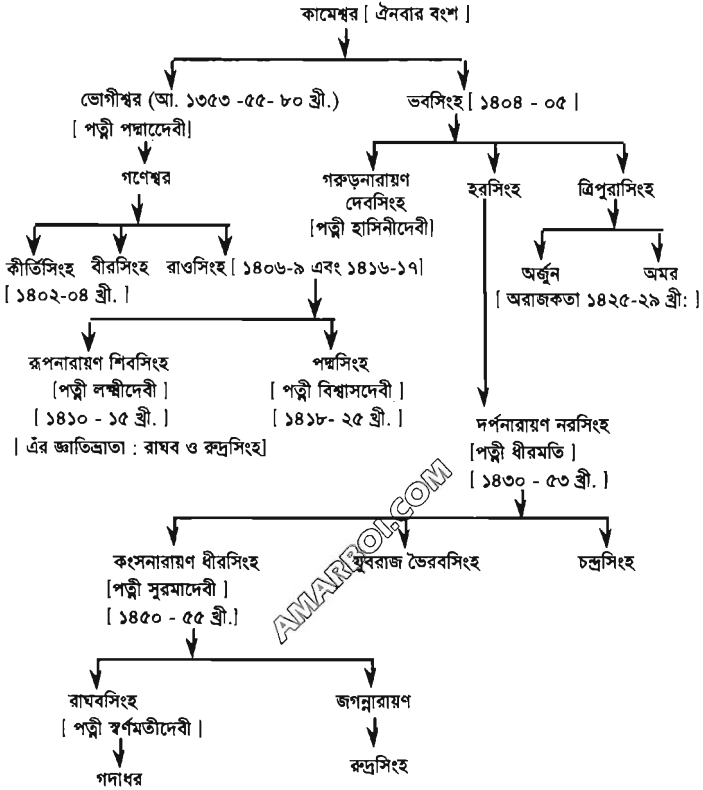 কামেশ্বর [ ঐনবার বংশ ]
ভোগীশ্বর (আ. ১৩৫৩ -৫৫- ৮০ খ্রী.)
[ পত্নী পদ্মাদেবী]
ভবসিংহ [ ১৪০৪ - ০৫ |
গণেশ্বর
গরুড়নারায়ণ
দেবসিংহ
[পত্নী হাসিনীদেবী]
হরসিংহ
ত্রিপুরাসিংহ
কীর্তিসিংহ বীরসিংহ রাওসিংহ [ ১৪০৬-৯ এবং ১৪১৬-১৭]
[ ১৪০২-০৪ খ্রী. ]
অর্জুন অমর
[ অরাজকতা ১৪২৫-২৯ খ্রী: ]
রূপনারায়ণ শিবসিংহ
[পত্নী লক্ষ্মীদেবী ]
[ ১৪১০ - ১৫ খ্রী. ]
| এঁর জ্ঞাতিভ্রাতা : রাঘব ও রুদ্রসিংহ]
পদ্মসিংহ
[ পত্নী বিশ্বাসদেবী ]
[ ১৪১৮- ২৫ খ্রী. ]
দর্পনারায়ণ নরসিংহ
[পত্নী ধীরমতি ]
[ ১৪৩০ - ৫৩ খ্রী. ]
কংসনারায়ণ ধীরসিংহ
[পত্নী সুরমাদেবী ]
[ ১৪৫০ - ৫৫ খ্রী.]
যুবরাজ ভৈরবসিংহ
চন্দ্রসিংহ
AMARBOI.COM
রাঘবসিংহ
[ পত্নী স্বর্ণমতীদেবী |
গদাধর
জগন্নারায়ণ
রুদ্রসিংহ